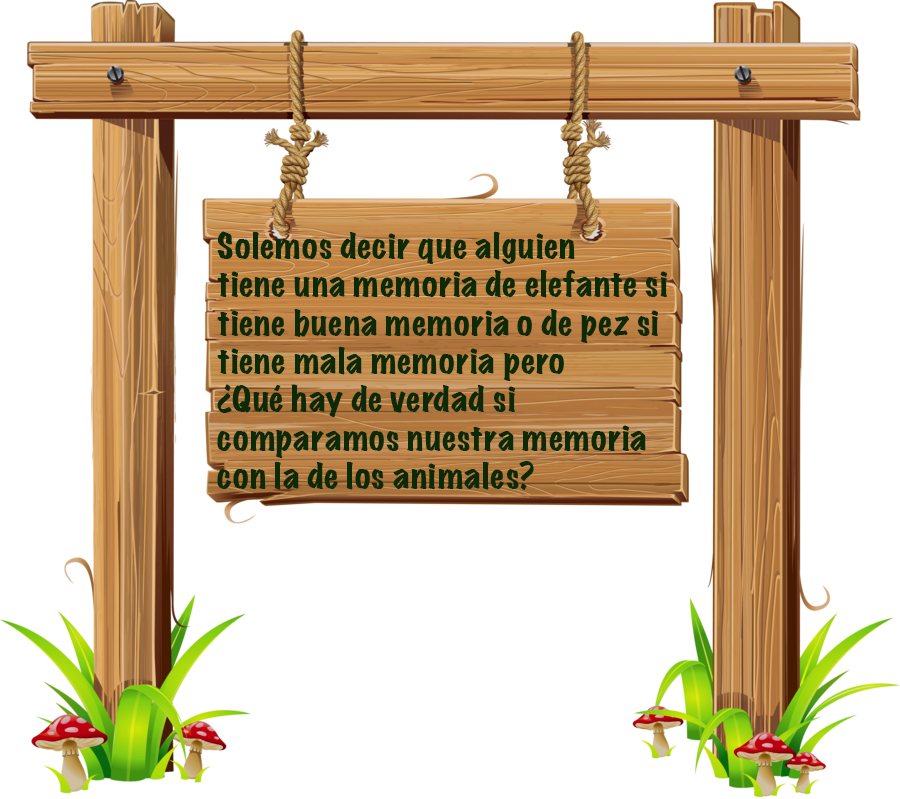 Solemos decir que alguien
tiene una memoria de elefante si
tiene buena memoria o de pez si
tiene mala memoria pero
¿Qué hay de verdad si
comparamos nuestra memoria
con la de los animales?